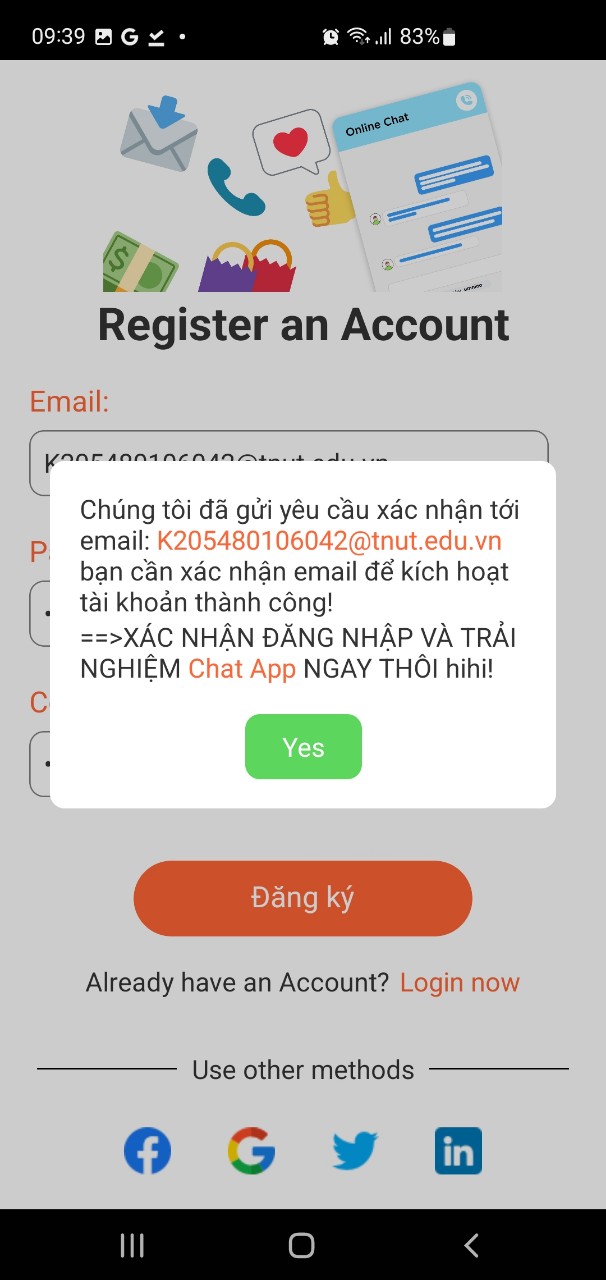 09:39
83%
Online Chat
Register an Account
Email:
K205480106042@tnut.edu.vn
Chúng tôi đã gửi yêu cầu xác nhận tới
email: K205480106042@tnut.edu.vn
bạn cần xác nhận email để kích hoạt
tài khoản thành công!
==>XÁC NHẬN ĐĂNG NHẬP VÀ TRẢI
NGHIỆM Chat App NGAY THÔI hihi!
Yes
Đăng ký
Already have an Account? Login now
Use other methods